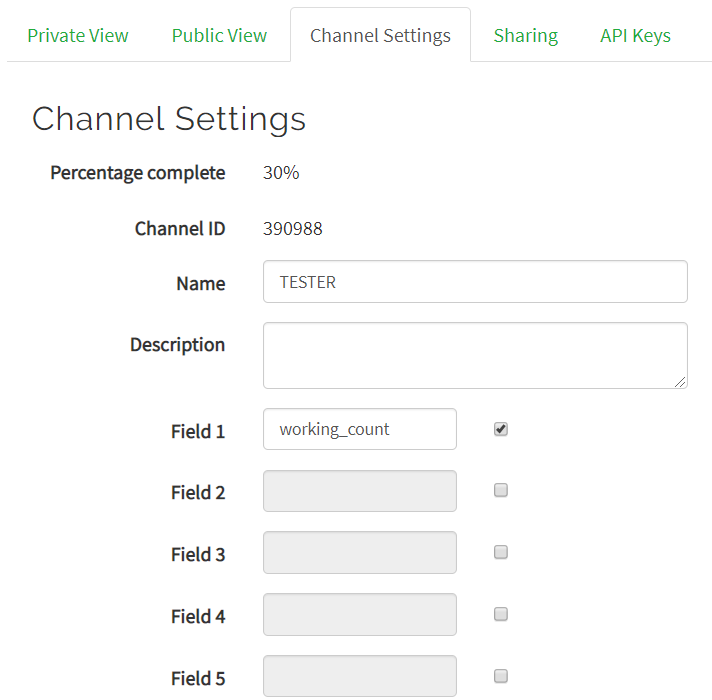 Private View Public View Channel Settings Sharing API Keys
Channel Settings
Percentage complete 30%
Channel ID 390988
Name TESTER
Description
Field 1 working_count
Field 2
Field 3
Field 4
Field 5